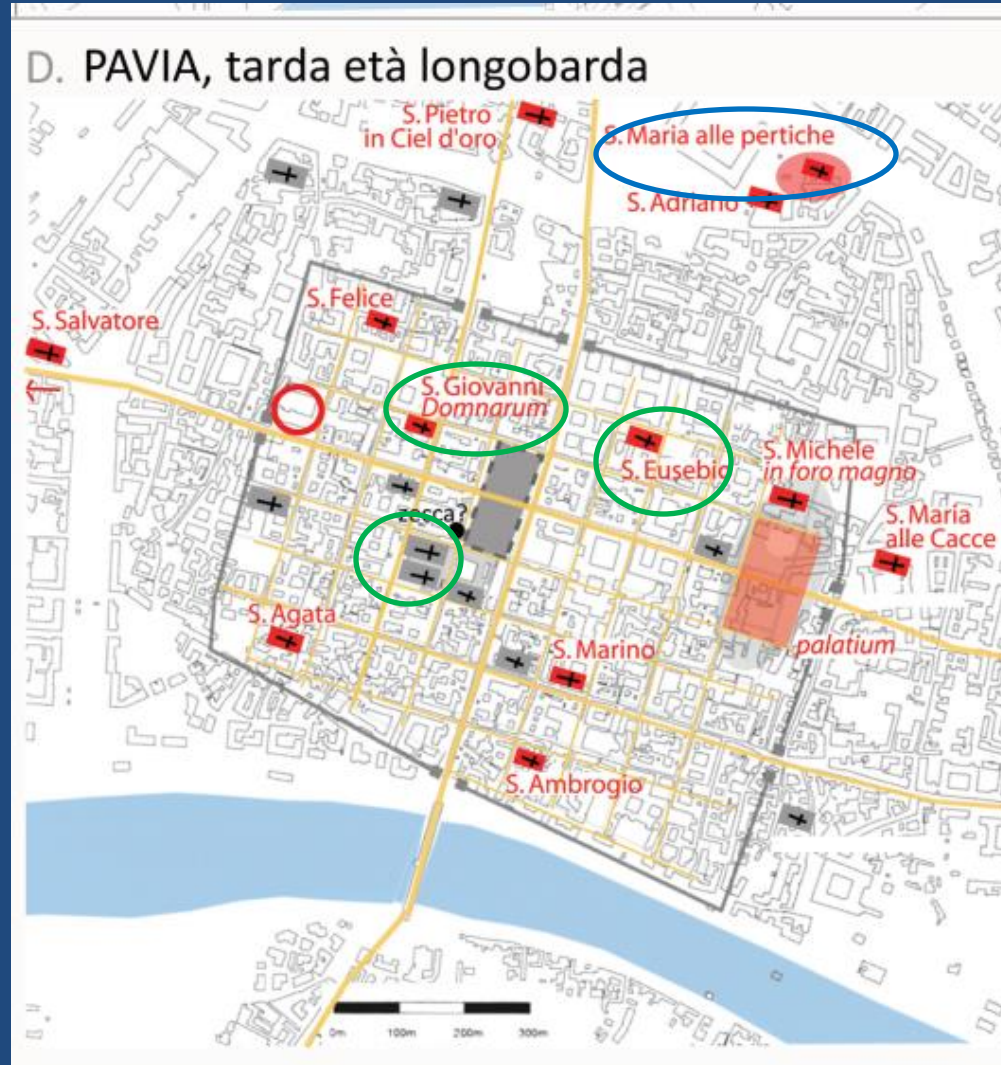 D. PAVIA, tarda età longobarda
S. Pietro
in Ciel d'oro
S. Maria alle pertiche
S. Adriano
S. Felice
S. Salvatore
S. Giovanni
Domnarum
S. Eusebio
S. Michele
in foro magno
zecca?
S. Maria
alle Cacce
S. Agata
S. Marino
palatium
S. Ambrogio
0m 100m 200m 300m